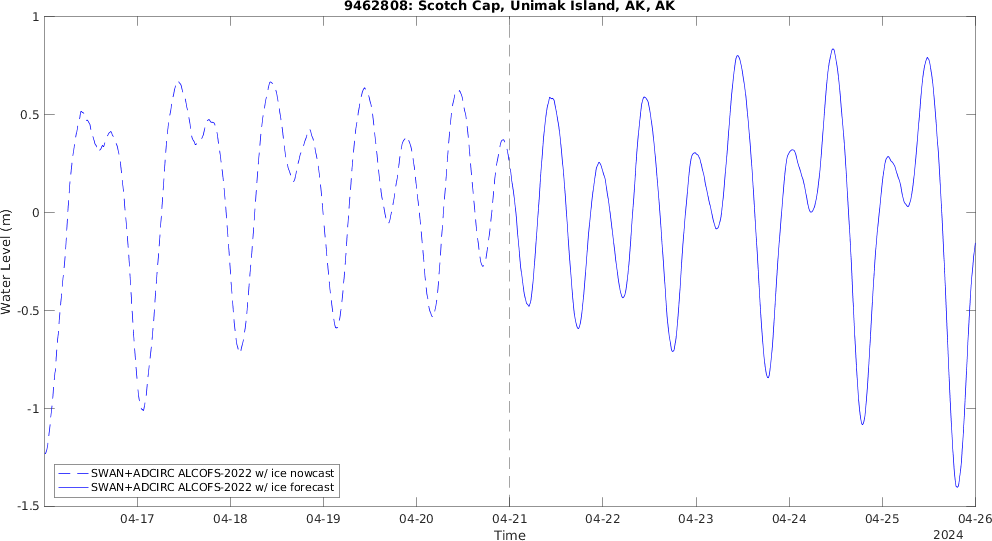 9462808: Scotch Cap, Unimak Island, AK, AK
Water Level (m)
1
0.5
0
-0.5
-1
-1.5
SWAN+ADCIRC ALCOFS-2022 w/ ice nowcast
SWAN+ADCIRC ALCOFS-2022 w/ ice forecast
04-17 04-18 04-19 04-20 04-21 04-22 04-23 04-24 04-25 04-26
Time
2024